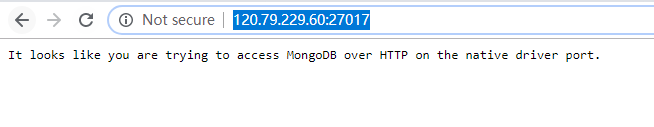 Not secure 120.79.229.60:27017
It looks like you are trying to access MongoDB over HTTP on the native driver port.